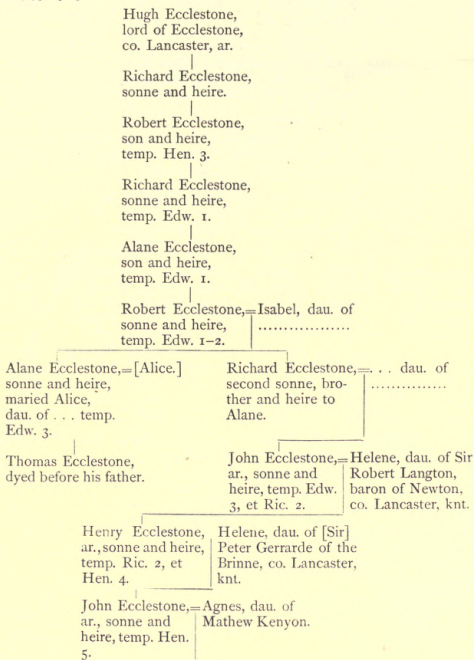 Hugh Ecclestone,
lord of Ecclestone,
co. Lancaster, ar.
Richard Ecclestone,
sonne and heire.
Robert Ecclestone,
son and heire,
temp. Hen. 3.
Richard Ecclestone,
sonne and heire,
temp. Edw. 1.
Alane Ecclestone,
son and heire,
temp. Edw. 1.
Robert Ecclestone,=Isabel, dau. of
sonne and heire, ..................
temp. Edw. 1–2.
Alane Ecclestone,=[Alice.]
sonne and heire,
maried Alice,
dau. of . . . temp.
Edw. 3.
Richard Ecclestone,=. . . dau. of
second sonne, bro- ...............
ther and heire to
Alane.
Thomas Ecclestone,
dyed before his father.
John Ecclestone,=Helene, dau. of Sir
ar., sonne and Robert Langton,
heire, temp. Edw. baron of Newton,
3, et Ric. 2. co. Lancaster, knt.
Henry Ecclestone, Helene, dau. of [Sir]
ar., sonne and heire, Peter Gerrarde of the
temp. Ric. 2, et Brinne, co. Lancaster,
Hen. 4. knt.
John Ecclestone,=Agnes, dau. of
ar., sonne and Mathew Kenyon.
heire, temp. Hen.
5.